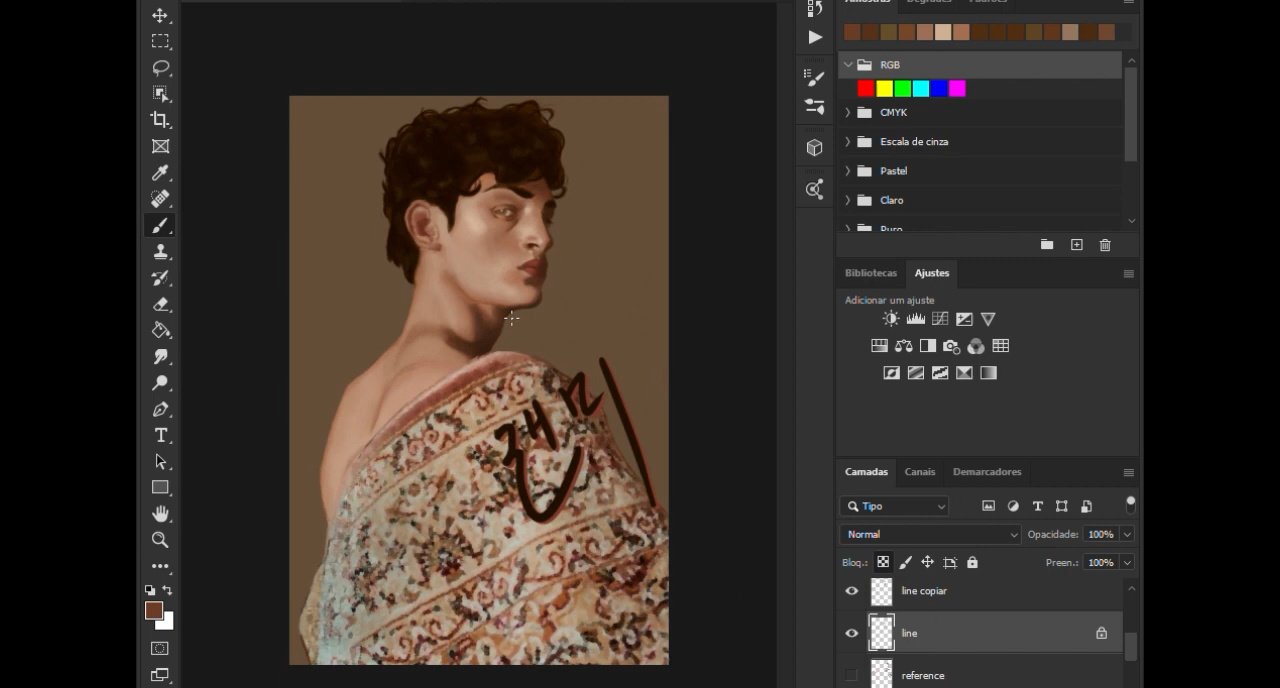 RGB
CMYK
Escala de cinza
Pastel
Claro
Puro
Bibliotecas Ajustes
Adicionar um ajuste
Camadas Canais Demarcadores
Tipo
Normal Opacidade: 100%
Bloq.: Preen.: 100%
line copiar
line
reference